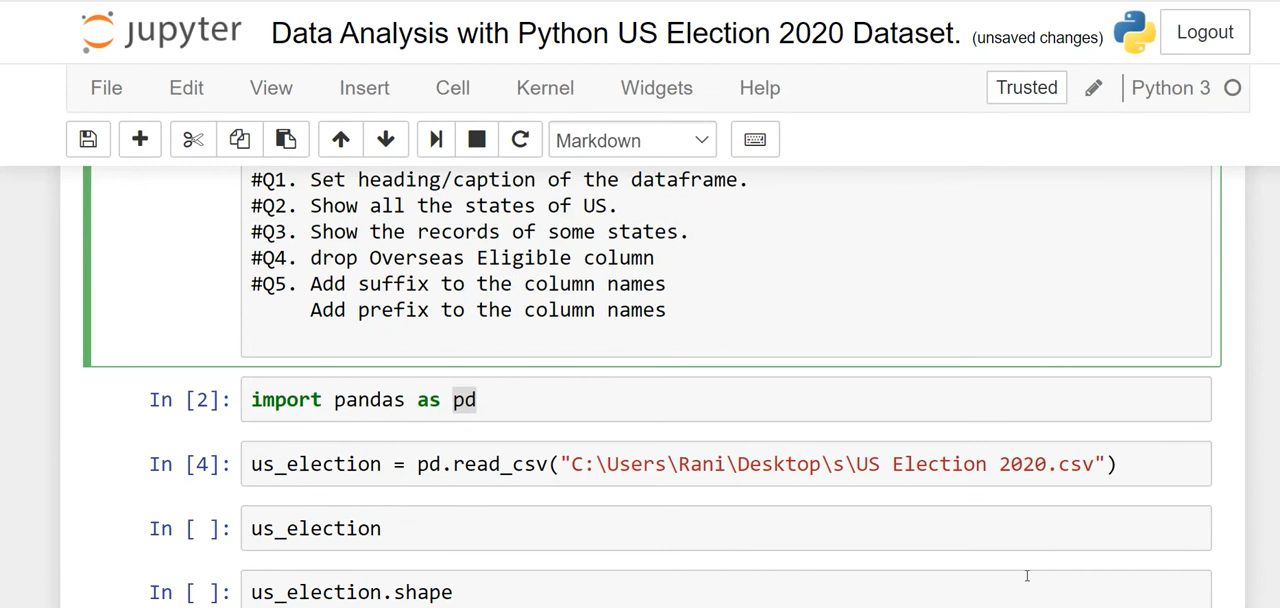 jupyter Data Analysis with Python US Election 2020 Dataset. (unsaved changes) Logout
File Edit View Insert Cell Kernel Widgets Help Trusted Python 3
Markdown
#Q1. Set heading/caption of the dataframe.
#Q2. Show all the states of US.
#Q3. Show the records of some states.
#Q4. drop Overseas Eligible column
#Q5. Add suffix to the column names
     Add prefix to the column names
In [2]: import pandas as pd
In [4]: us_election = pd.read_csv("C:\Users\Rani\Desktop\s\US Election 2020.csv")
In [ ]: us_election
In [ ]: us_election.shape